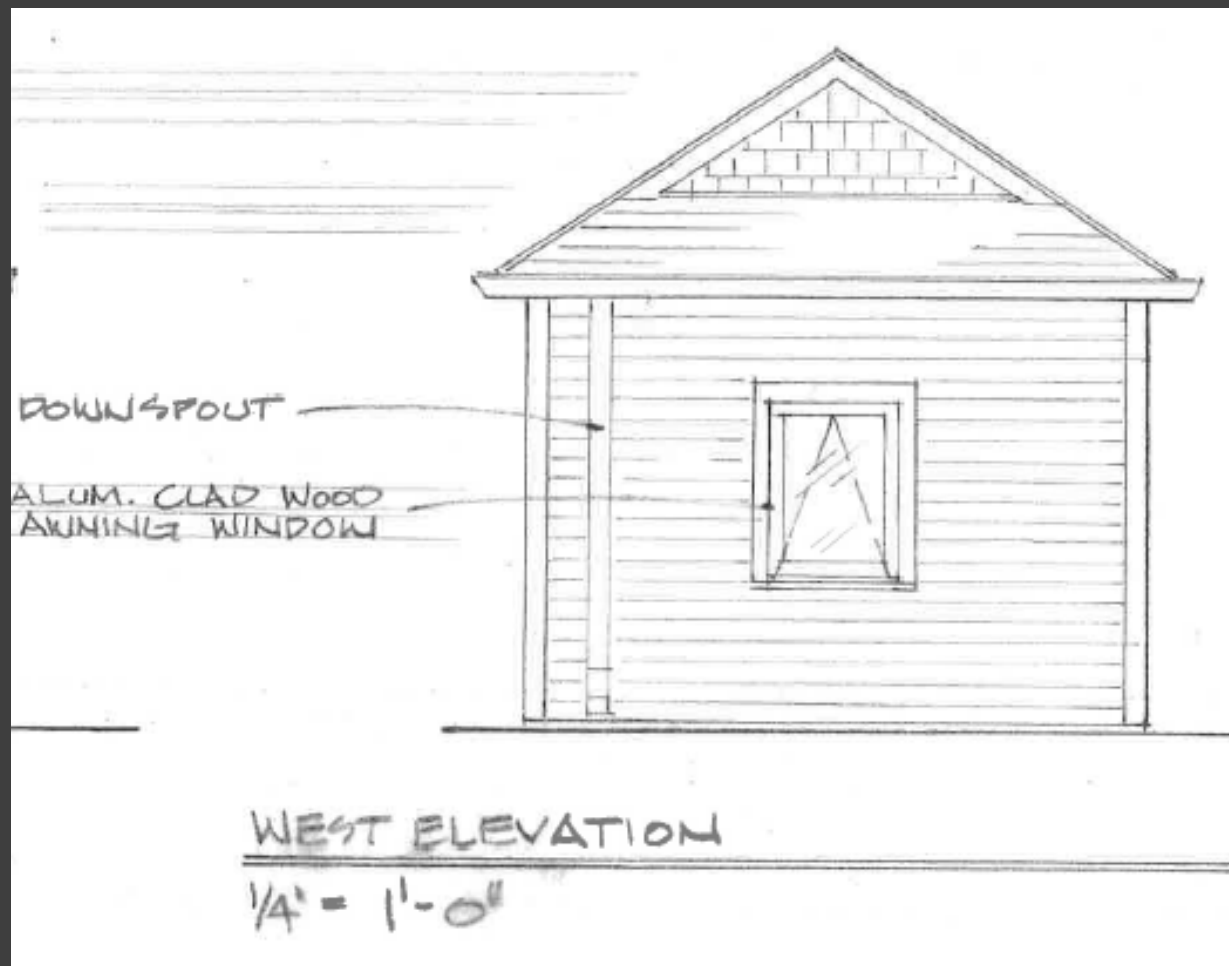 DOWNSPOUT
ALUM. CLAD WOOD
AWNING WINDOW
WEST ELEVATION
1/4' = 1'-0"